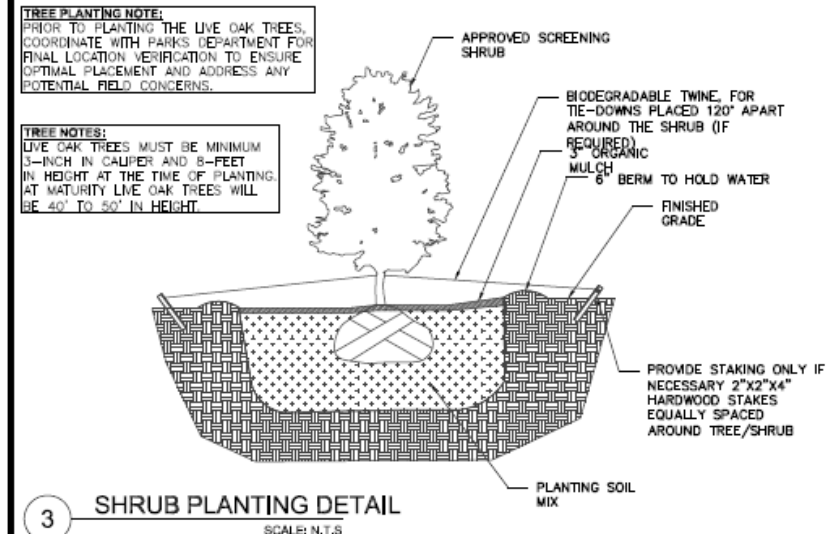 TREE PLANTING NOTE:
PRIOR TO PLANTING THE LIVE OAK TREES,
COORDINATE WITH PARKS DEPARTMENT FOR
FINAL LOCATION VERIFICATION TO ENSURE
OPTIMAL PLACEMENT AND ADDRESS ANY
POTENTIAL FIELD CONCERNS.
TREE NOTES:
LIVE OAK TREES MUST BE MINIMUM
3-INCH IN CALIPER AND 8-FEET
IN HEIGHT AT THE TIME OF PLANTING.
AT MATURITY LIVE OAK TREES WILL
BE 40' TO 50' IN HEIGHT.
APPROVED SCREENING
SHRUB
BIODEGRADABLE TWINE, FOR
TIE-DOWNS PLACED 120° APART
AROUND THE SHRUB (IF
REQUIRED)
3" ORGANIC
MULCH
6" BERM TO HOLD WATER
FINISHED
GRADE
PROVIDE STAKING ONLY IF
NECESSARY 2"X2"X4"
HARDWOOD STAKES
EQUALLY SPACED
AROUND TREE/SHRUB
PLANTING SOIL
MIX
3 SHRUB PLANTING DETAIL
SCALE: N.T.S